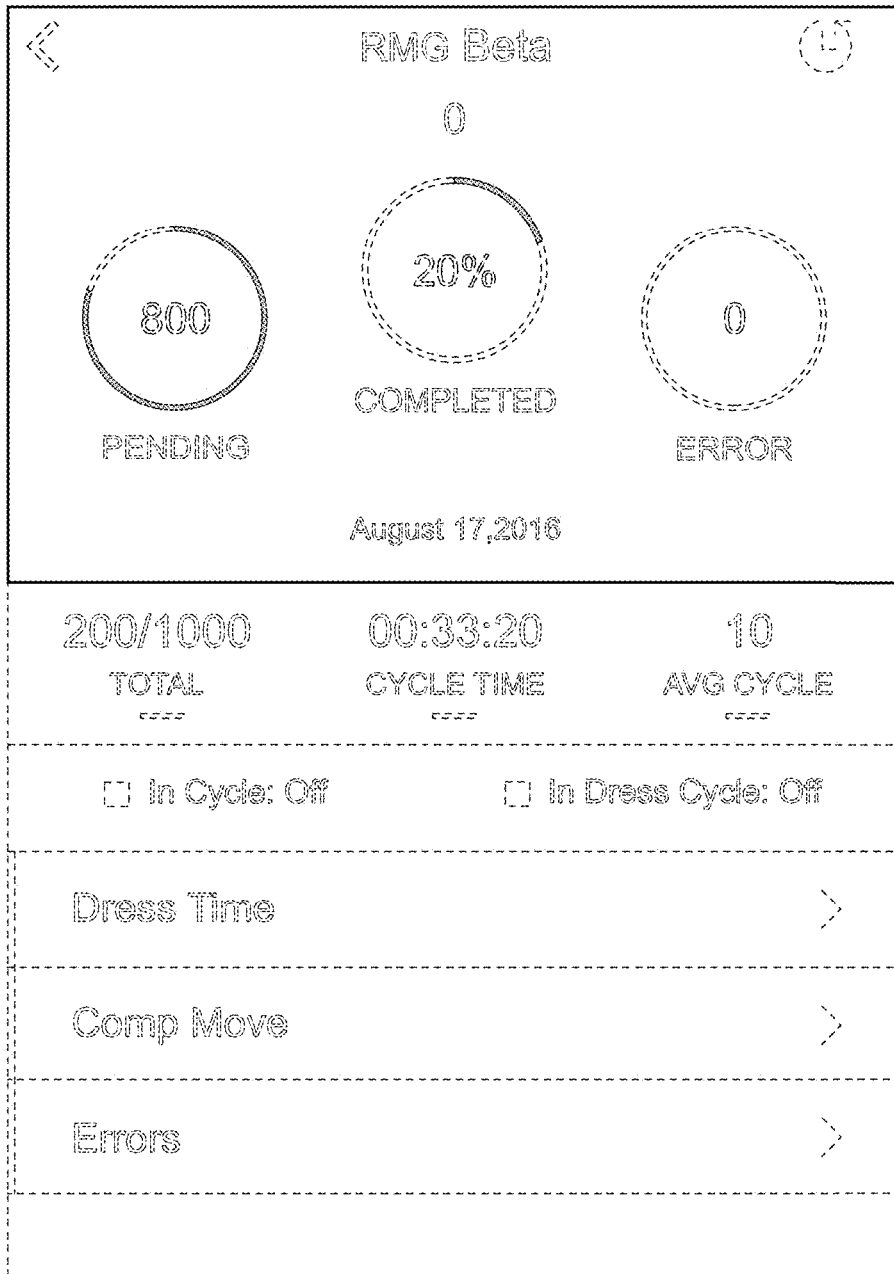 RMG Beta
0
800
20%
0
PENDING
COMPLETED
ERROR
August 17,2016
200/1000 00:33:20 10
TOTAL CYCLE TIME AVG CYCLE
In Cycle: Off In Dress Cycle: Off
Dress Time
Comp Move
Errors